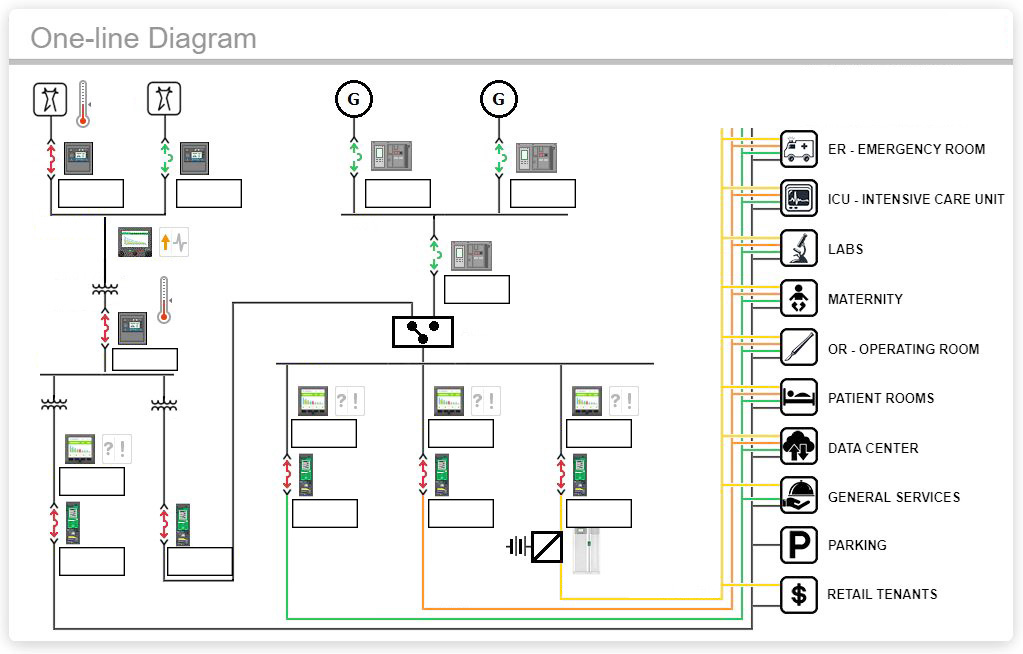 One-line Diagram
G
G
ER - EMERGENCY ROOM
ICU - INTENSIVE CARE UNIT
LABS
MATERNITY
OR - OPERATING ROOM
? !
? !
? !
PATIENT ROOMS
? !
DATA CENTER
GENERAL SERVICES
P
PARKING
$
RETAIL TENANTS